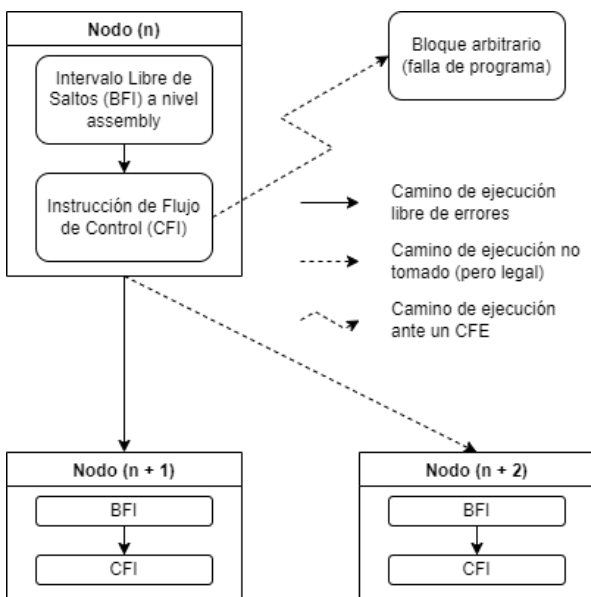 Nodo (n)
Intervalo Libre de
Saltos (BFI) a nivel
assembly
Instrucción de Flujo
de Control (CFI)
Bloque arbitrario
(falla de programa)
Camino de ejecución
libre de errores
Camino de ejecución no
tomado (pero legal)
Camino de ejecución
ante un CFE
Nodo (n + 1)
BFI
CFI
Nodo (n + 2)
BFI
CFI